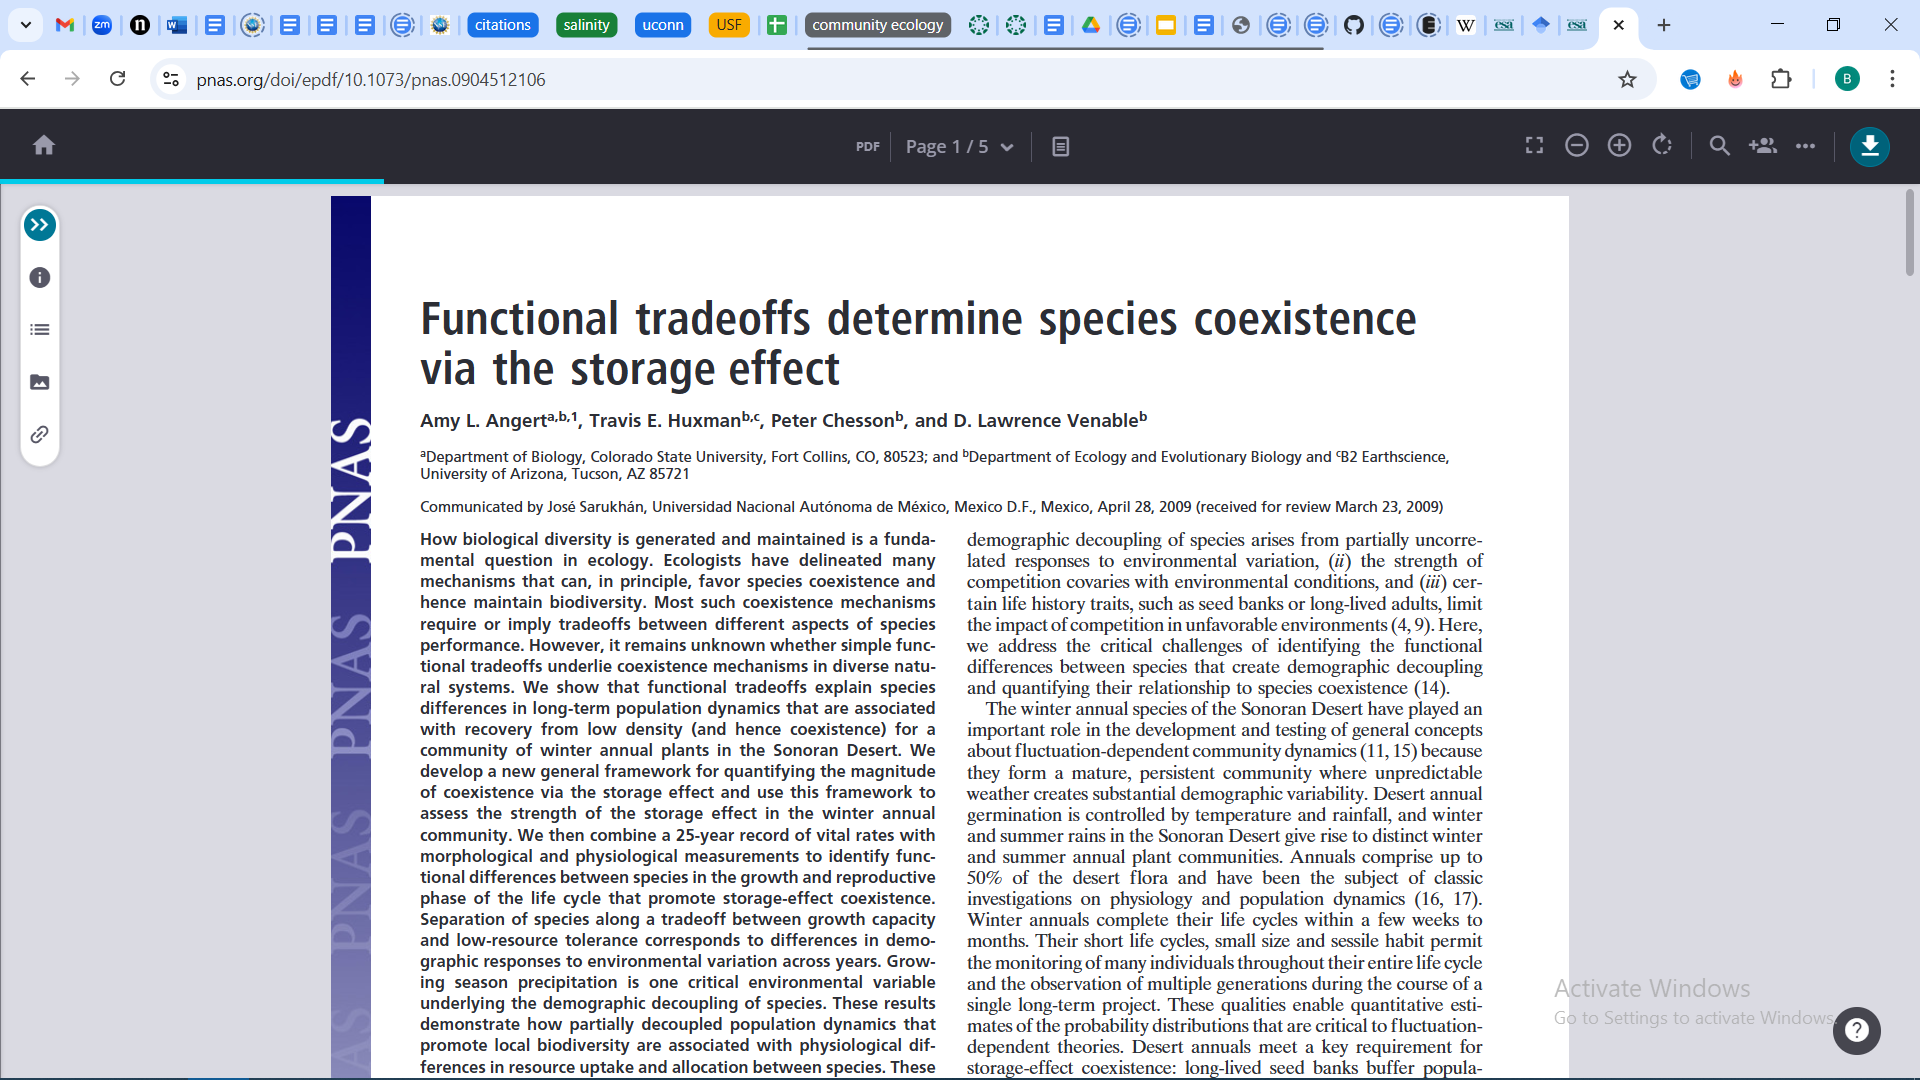 zm
n
citations
salinity
uconn
USF
community ecology
W
esa
esa
pnas.org/doi/epdf/10.1073/pnas.0904512106
B
PDF
Page 1 / 5
Functional tradeoffs determine species coexistence
via the storage effect
Amy L. Angertᵃ,ᵇ,¹, Travis E. Huxmanᵇ,ᶜ, Peter Chessonᵇ, and D. Lawrence Venableᵇ
ᵃDepartment of Biology, Colorado State University, Fort Collins, CO, 80523; and ᵇDepartment of Ecology and Evolutionary Biology and ᶜB2 Earthscience,
University of Arizona, Tucson, AZ 85721
Communicated by José Sarukhán, Universidad Nacional Autónoma de México, Mexico D.F., Mexico, April 28, 2009 (received for review March 23, 2009)
How biological diversity is generated and maintained is a funda-
mental question in ecology. Ecologists have delineated many
mechanisms that can, in principle, favor species coexistence and
hence maintain biodiversity. Most such coexistence mechanisms
require or imply tradeoffs between different aspects of species
performance. However, it remains unknown whether simple func-
tional tradeoffs underlie coexistence mechanisms in diverse natu-
ral systems. We show that functional tradeoffs explain species
differences in long-term population dynamics that are associated
with recovery from low density (and hence coexistence) for a
community of winter annual plants in the Sonoran Desert. We
develop a new general framework for quantifying the magnitude
of coexistence via the storage effect and use this framework to
assess the strength of the storage effect in the winter annual
community. We then combine a 25-year record of vital rates with
morphological and physiological measurements to identify func-
tional differences between species in the growth and reproductive
phase of the life cycle that promote storage-effect coexistence.
Separation of species along a tradeoff between growth capacity
and low-resource tolerance corresponds to differences in demo-
graphic responses to environmental variation across years. Grow-
ing season precipitation is one critical environmental variable
underlying the demographic decoupling of species. These results
demonstrate how partially decoupled population dynamics that
promote local biodiversity are associated with physiological dif-
ferences in resource uptake and allocation between species. These
demographic decoupling of species arises from partially uncorre-
lated responses to environmental variation, (ii) the strength of
competition covaries with environmental conditions, and (iii) cer-
tain life history traits, such as seed banks or long-lived adults, limit
the impact of competition in unfavorable environments (4, 9). Here,
we address the critical challenges of identifying the functional
differences between species that create demographic decoupling
and quantifying their relationship to species coexistence (14).
The winter annual species of the Sonoran Desert have played an
important role in the development and testing of general concepts
about fluctuation-dependent community dynamics (11, 15) because
they form a mature, persistent community where unpredictable
weather creates substantial demographic variability. Desert annual
germination is controlled by temperature and rainfall, and winter
and summer rains in the Sonoran Desert give rise to distinct winter
and summer annual plant communities. Annuals comprise up to
50% of the desert flora and have been the subject of classic
investigations on physiology and population dynamics (16, 17).
Winter annuals complete their life cycles within a few weeks to
months. Their short life cycles, small size and sessile habit permit
the monitoring of many individuals throughout their entire life cycle
and the observation of multiple generations during the course of a
single long-term project. These qualities enable quantitative esti-
mates of the probability distributions that are critical to fluctuation-
dependent theories. Desert annuals meet a key requirement for
storage-effect coexistence: long-lived seed banks buffer popula-
PNAS
PNAS
PNAS
AS
Activate Windows
Go to Settings to activate Windows.